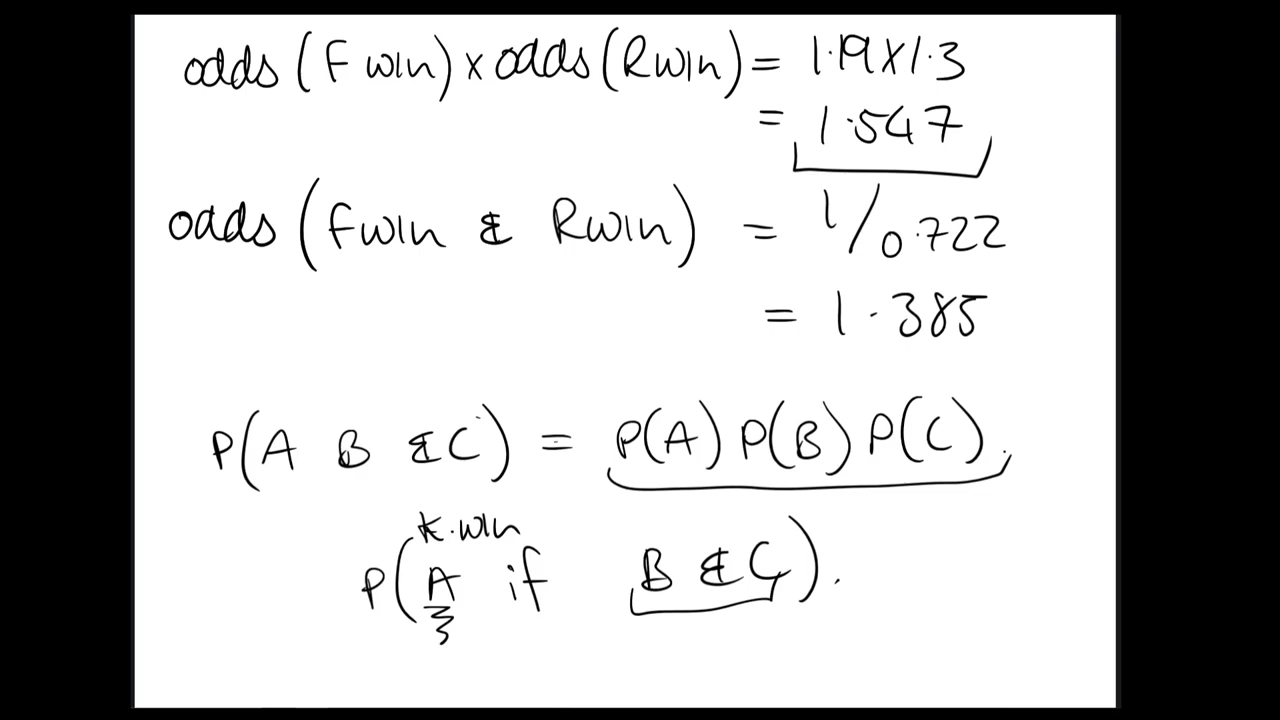 odds (F win) x odds (R win) = 1.19 X 1.3
= 1.547
odds (F win & R win) = 1/0.722
= 1.385
P(A B & C) = P(A) P(B) P(C).
K.win
P(A if B & C).